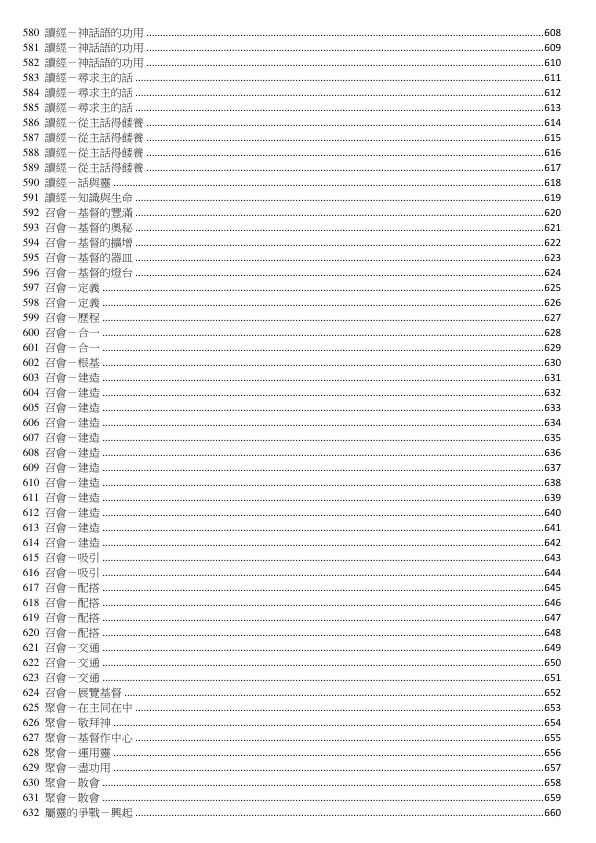 580 讀經－神話語的功用 608
581 讀經－神話語的功用 609
582 讀經－神話語的功用 610
583 讀經－尋求主的話 611
584 讀經－尋求主的話 612
585 讀經－尋求主的話 613
586 讀經－從主話得餧養 614
587 讀經－從主話得餧養 615
588 讀經－從主話得餧養 616
589 讀經－從主話得餧養 617
590 讀經－話與靈 618
591 讀經－知識與生命 619
592 召會－基督的豐滿 620
593 召會－基督的奧秘 621
594 召會－基督的擴增 622
595 召會－基督的器皿 623
596 召會－基督的燈台 624
597 召會－定義 625
598 召會－定義 626
599 召會－歷程 627
600 召會－合一 628
601 召會－合一 629
602 召會－根基 630
603 召會－建造 631
604 召會－建造 632
605 召會－建造 633
606 召會－建造 634
607 召會－建造 635
608 召會－建造 636
609 召會－建造 637
610 召會－建造 638
611 召會－建造 639
612 召會－建造 640
613 召會－建造 641
614 召會－建造 642
615 召會－吸引 643
616 召會－吸引 644
617 召會－配搭 645
618 召會－配搭 646
619 召會－配搭 647
620 召會－配搭 648
621 召會－交通 649
622 召會－交通 650
623 召會－交通 651
624 召會－展覽基督 652
625 聚會－在主同在中 653
626 聚會－敬拜神 654
627 聚會－基督作中心 655
628 聚會－運用靈 656
629 聚會－盡功用 657
630 聚會－散會 658
631 聚會－散會 659
632 屬靈的爭戰－興起 660